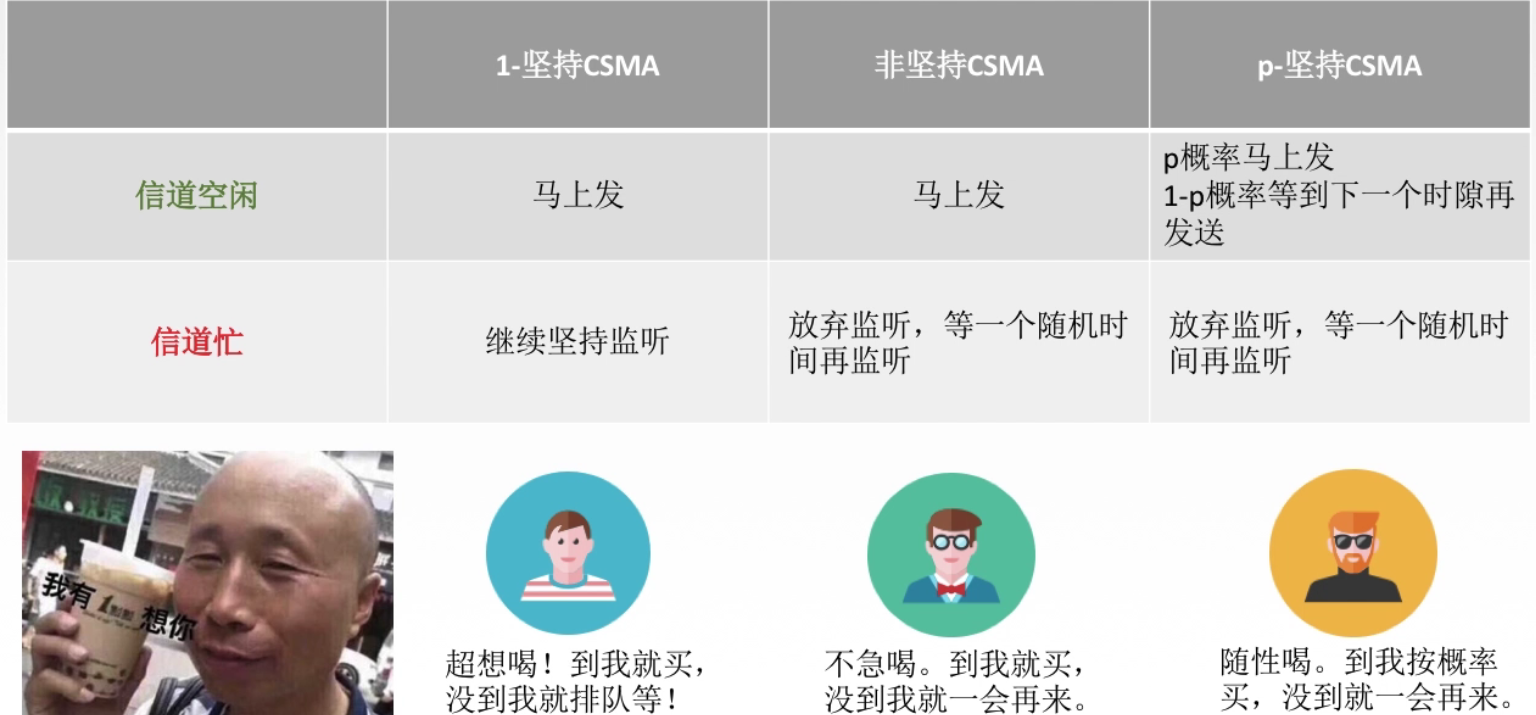 1-坚持CSMA
非坚持CSMA
p-坚持CSMA
信道空闲
马上发
马上发
p概率马上发
1-p概率等到下一个时隙再
发送
信道忙
继续坚持监听
放弃监听，等一个随机时
间再监听
放弃监听，等一个随机时
间再监听
我有
1點點
想你
超想喝！到我就买，
没到我就排队等！
不急喝。到我就买，
没到我就一会再来。
随性喝。到我按概率
买，没到就一会再来。